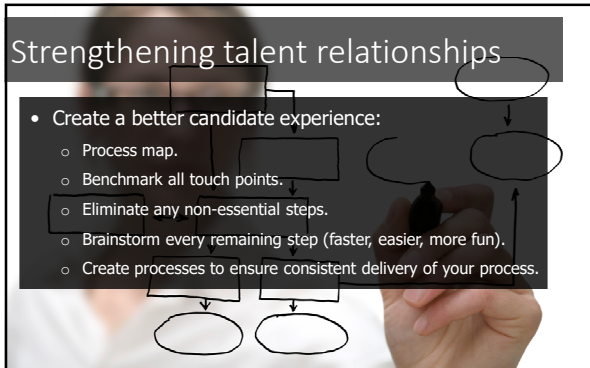 Strengthening talent relationships
• Create a better candidate experience:
o Process map.
o Benchmark all touch points.
o Eliminate any non-essential steps.
o Brainstorm every remaining step (faster, easier, more fun).
o Create processes to ensure consistent delivery of your process.